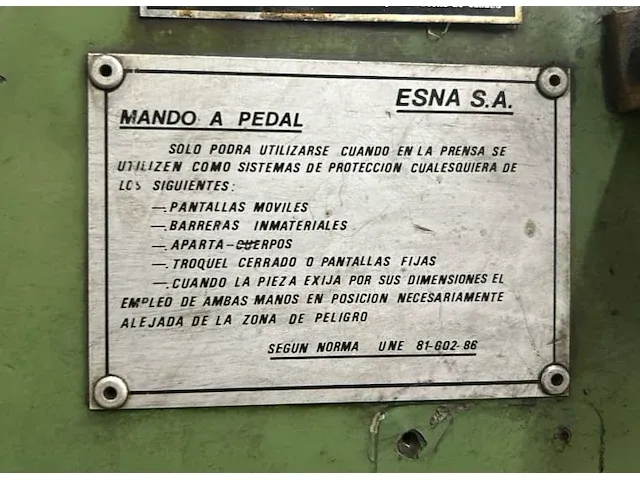 ESNA S.A.
MANDO A PEDAL
SOLO PODRA UTILIZARSE CUANDO EN LA PRENSA SE
UTILIZEN COMO SISTEMAS DE PROTECCION CUALESQUIERA DE
LOS SIGUIENTES:
—.PANTALLAS MOVILES
—.BARRERAS INMATERIALES
—.APARTA-CUERPOS
—.TROQUEL CERRADO O PANTALLAS FIJAS
—.CUANDO LA PIEZA EXIJA POR SUS DIMENSIONES EL
EMPLEO DE AMBAS MANOS EN POSICION NECESARIAMENTE
ALEJADA DE LA ZONA DE PELIGRO
SEGUN NORMA UNE 81-602-86